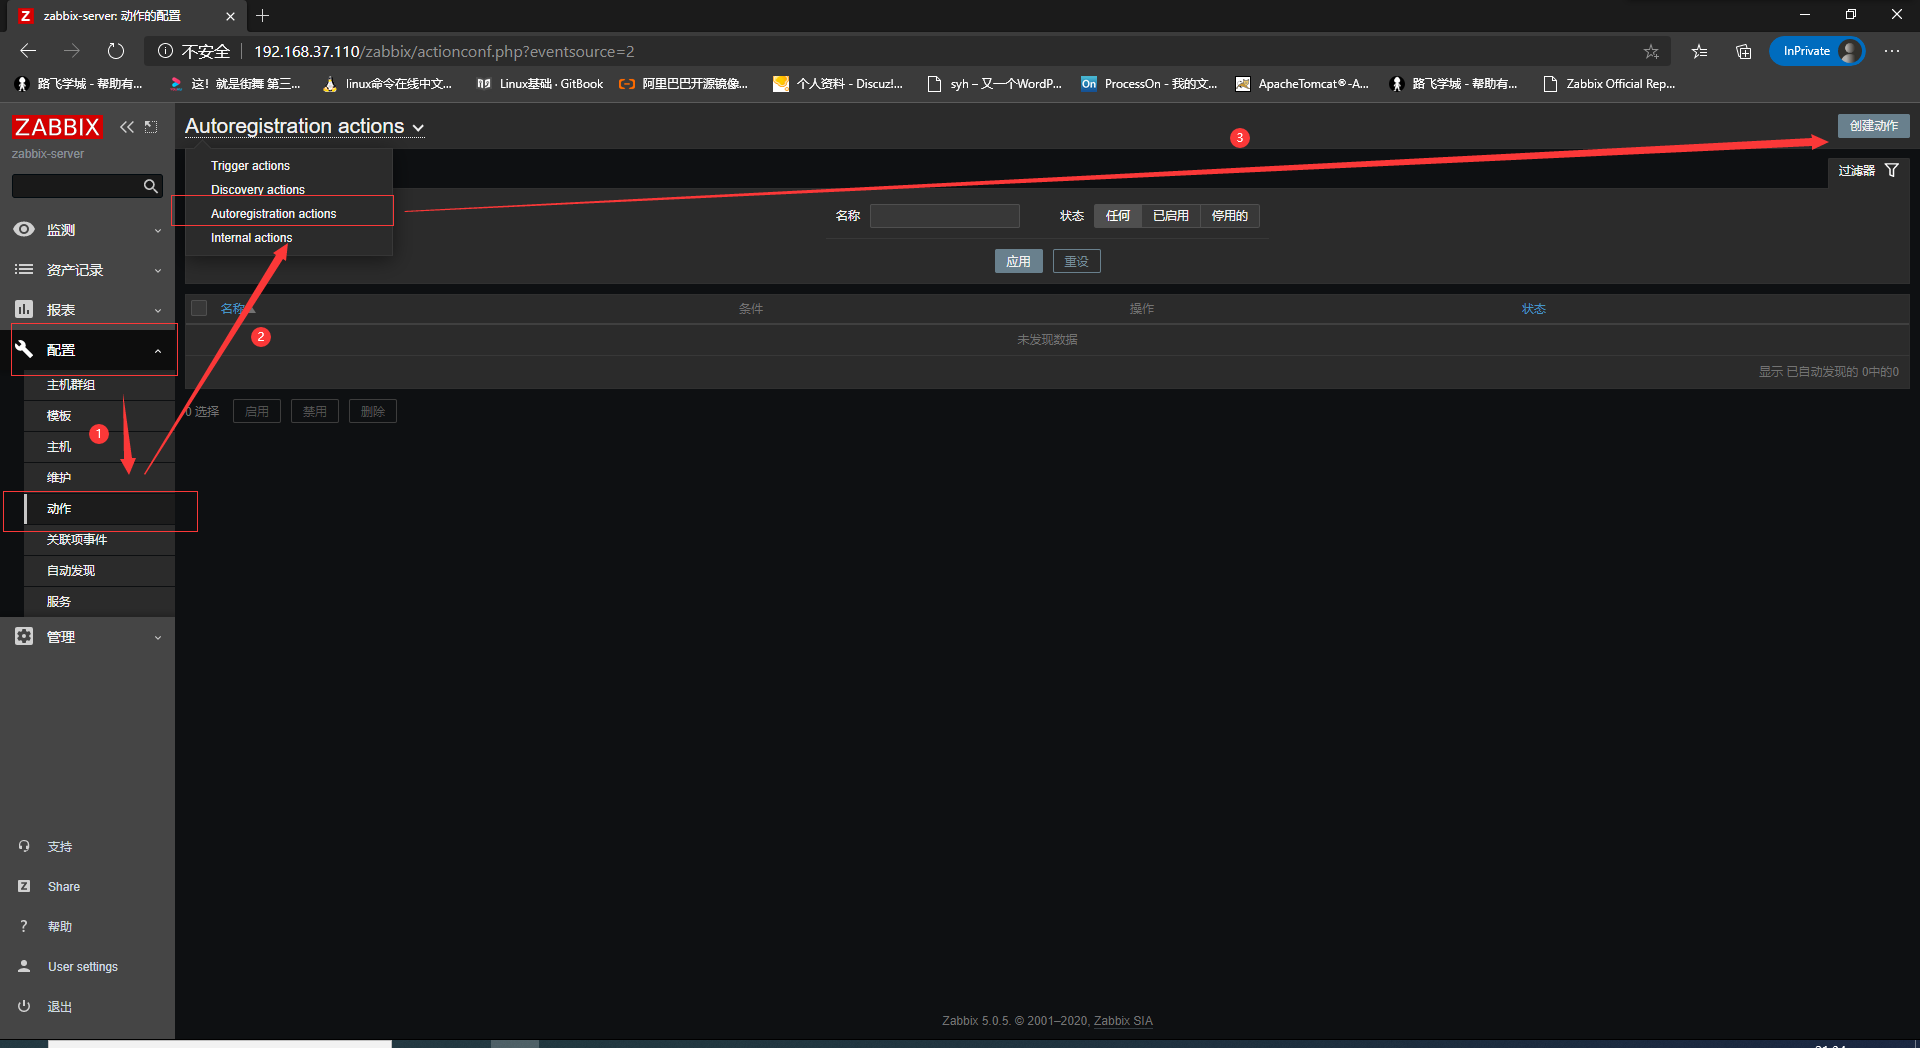 zabbix-server: 动作的配置
不安全 192.168.37.110/zabbix/actionconf.php?eventsource=2
InPrivate
路飞学城 - 帮助有... 这！就是街舞 第三... linux命令在线中文... Linux基础 · GitBook 阿里巴巴开源镜像... 个人资料 - Discuz!... syh – 又一个WordP... On ProcessOn - 我的文... ApacheTomcat®-A... 路飞学城 - 帮助有... Zabbix Official Rep...
ZABBIX
zabbix-server
Autoregistration actions
创建动作
3
Trigger actions
Discovery actions
Autoregistration actions
Internal actions
过滤器
名称 状态 任何 已启用 停用的
应用 重设
名称 条件 操作 状态
2
未发现数据
显示 已自动发现的 0中的0
0 选择 启用 禁用 删除
监测
资产记录
报表
配置
主机群组
模板
1
主机
维护
动作
关联项事件
自动发现
服务
管理
支持
Z Share
? 帮助
User settings
退出
Zabbix 5.0.5. © 2001–2020, Zabbix SIA